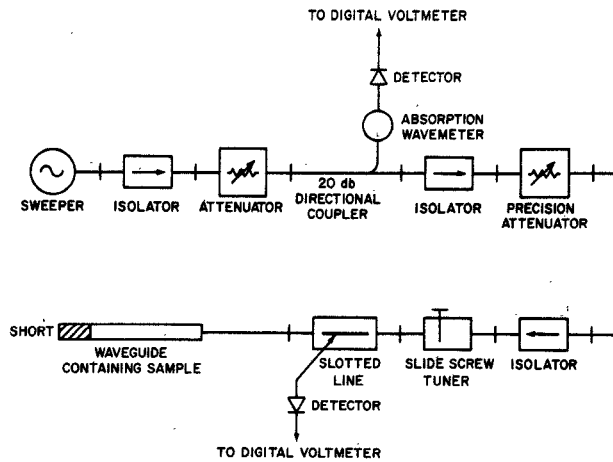 TO DIGITAL VOLTMETER
DETECTOR
ABSORPTION
WAVEMETER
SWEEPER
ISOLATOR
ATTENUATOR
20 db
DIRECTIONAL
COUPLER
ISOLATOR
PRECISION
ATTENUATOR
SHORT
WAVEGUIDE
CONTAINING SAMPLE
SLOTTED
LINE
SLIDE SCREW
TUNER
ISOLATOR
DETECTOR
TO DIGITAL VOLTMETER